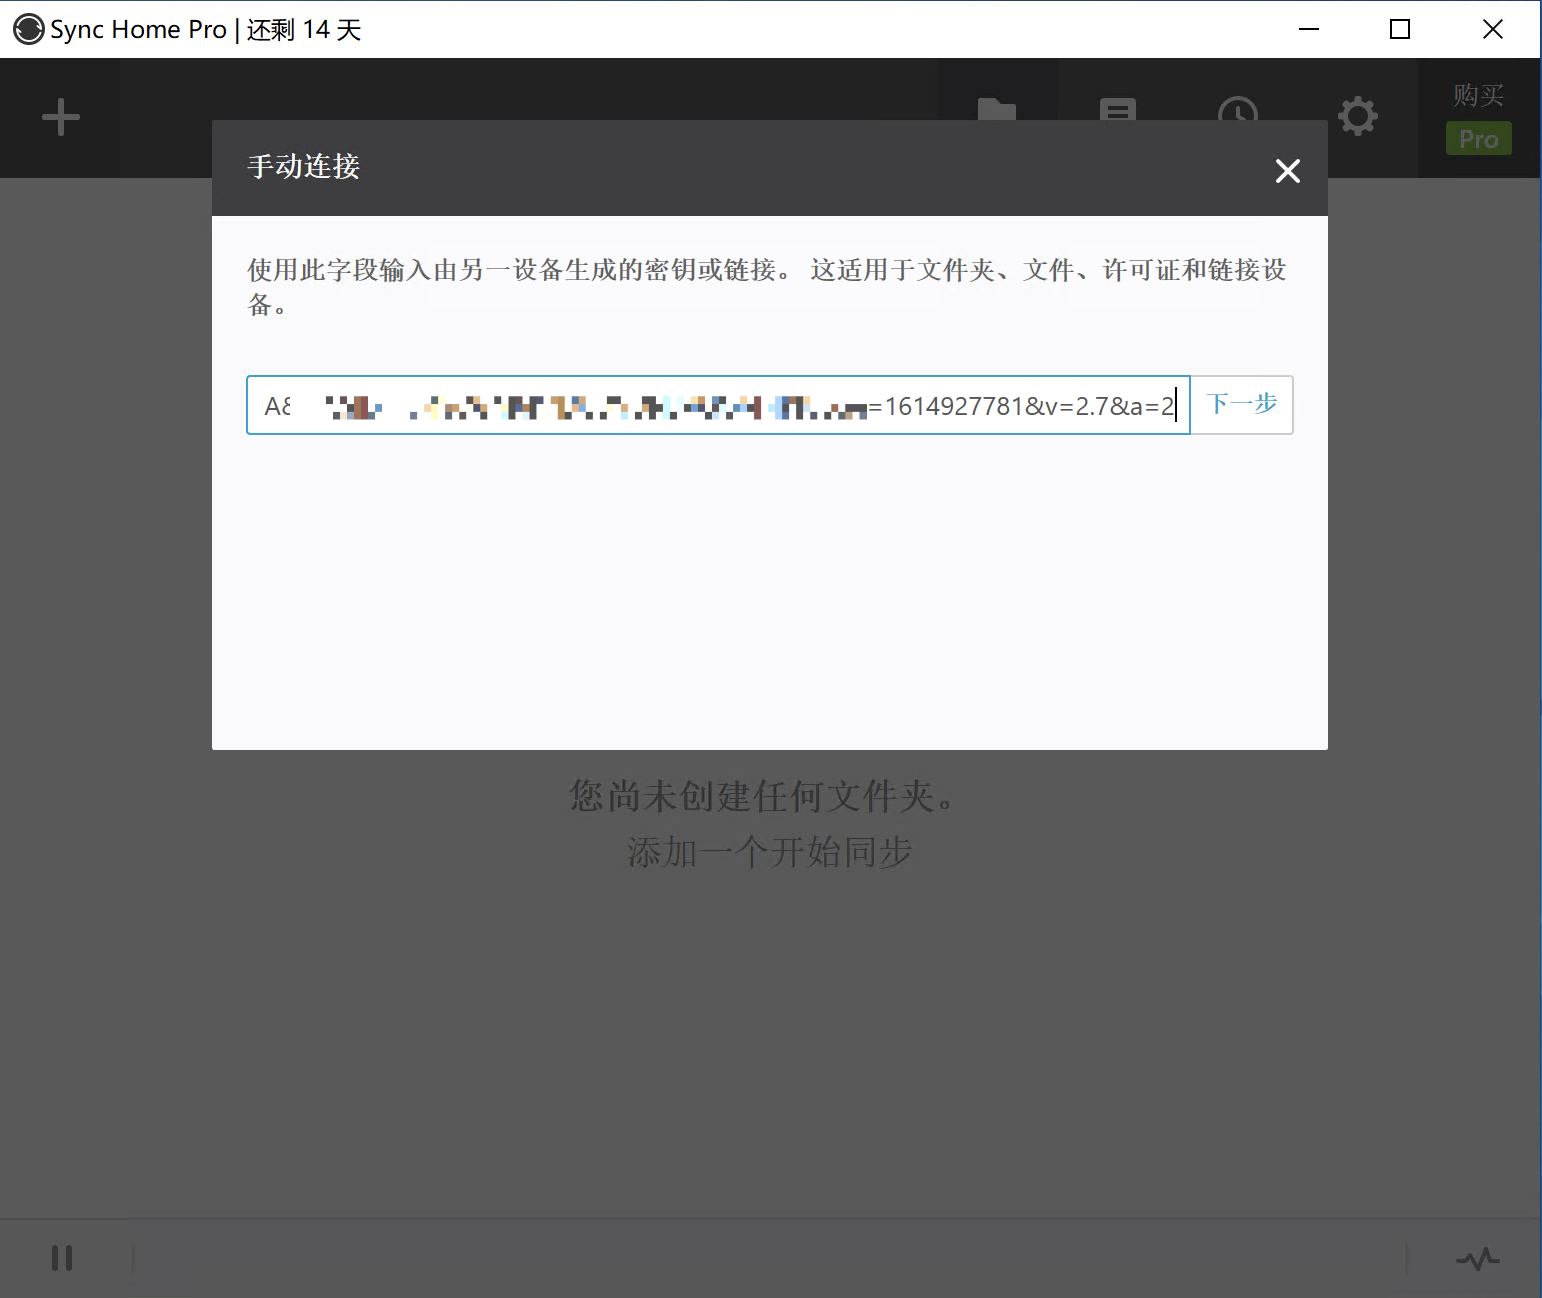 Sync Home Pro | 还剩 14 天
购买
Pro
手动连接
使用此字段输入由另一设备生成的密钥或链接。 这适用于文件夹、文件、许可证和链接设
备。
A& =1614927781&v=2.7&a=2
下一步
您尚未创建任何文件夹。
添加一个开始同步